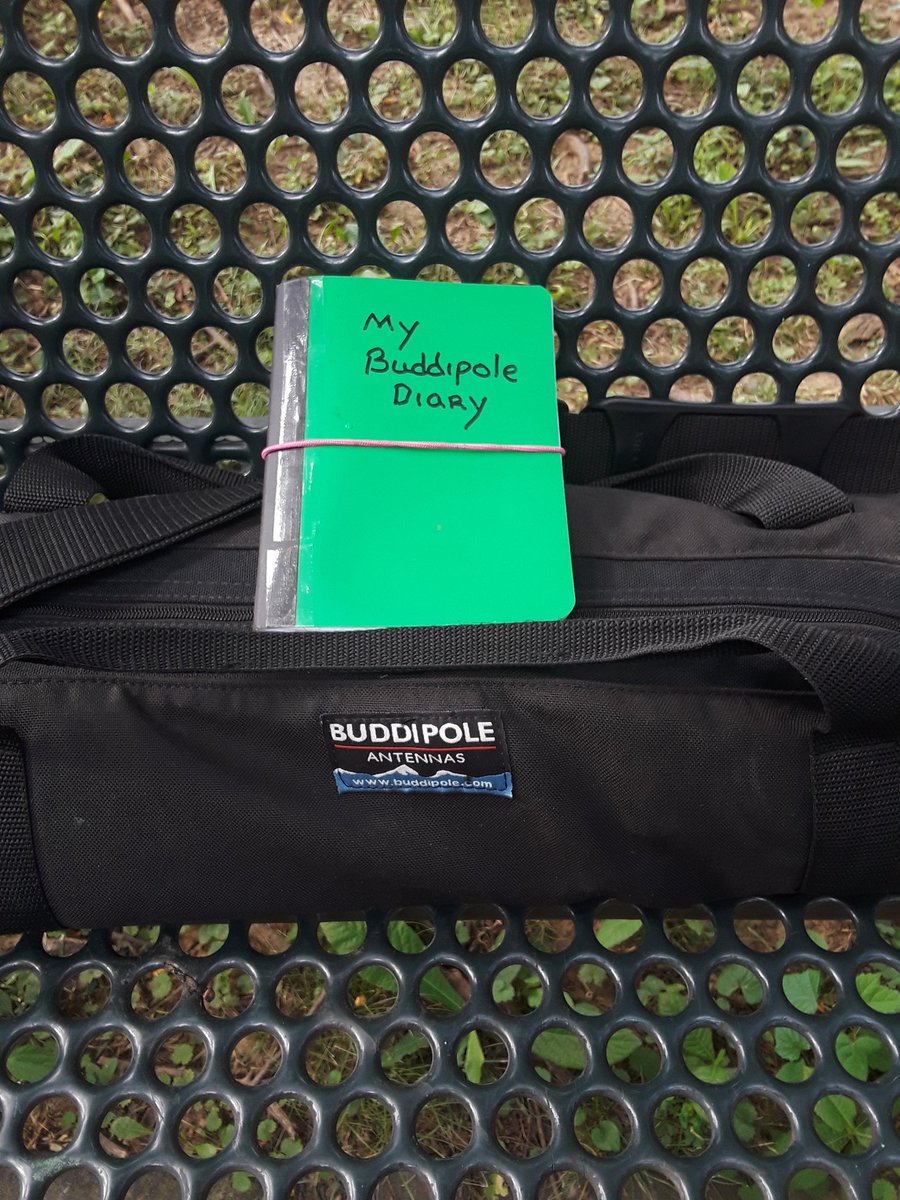 My
Buddipole
Diary
BUDDIPOLE
ANTENNAS
www.buddipole.com